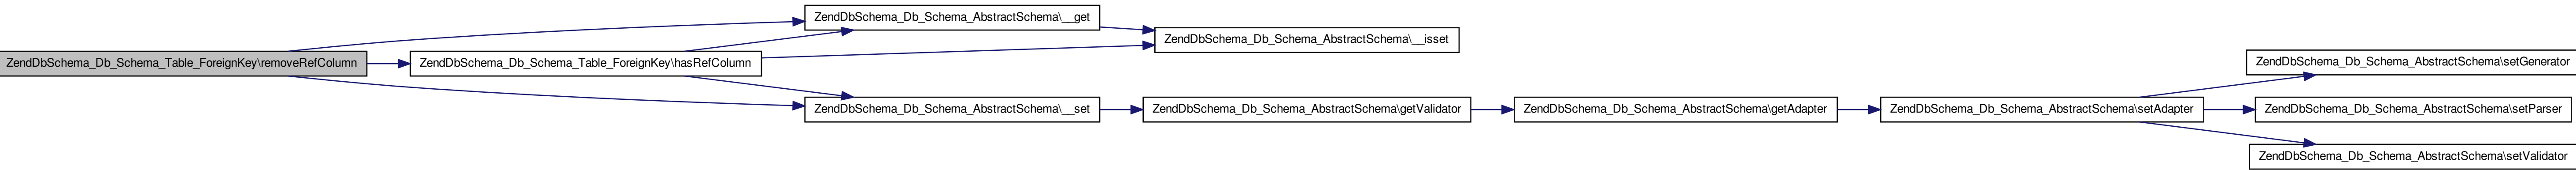 ZendDbSchema_Db_Schema_Table_ForeignKey\removeRefColumn
ZendDbSchema_Db_Schema_Table_ForeignKey\hasRefColumn
ZendDbSchema_Db_Schema_AbstractSchema\__get
ZendDbSchema_Db_Schema_AbstractSchema\__isset
ZendDbSchema_Db_Schema_AbstractSchema\__set
ZendDbSchema_Db_Schema_AbstractSchema\getValidator
ZendDbSchema_Db_Schema_AbstractSchema\getAdapter
ZendDbSchema_Db_Schema_AbstractSchema\setAdapter
ZendDbSchema_Db_Schema_AbstractSchema\setGenerator
ZendDbSchema_Db_Schema_AbstractSchema\setParser
ZendDbSchema_Db_Schema_AbstractSchema\setValidator